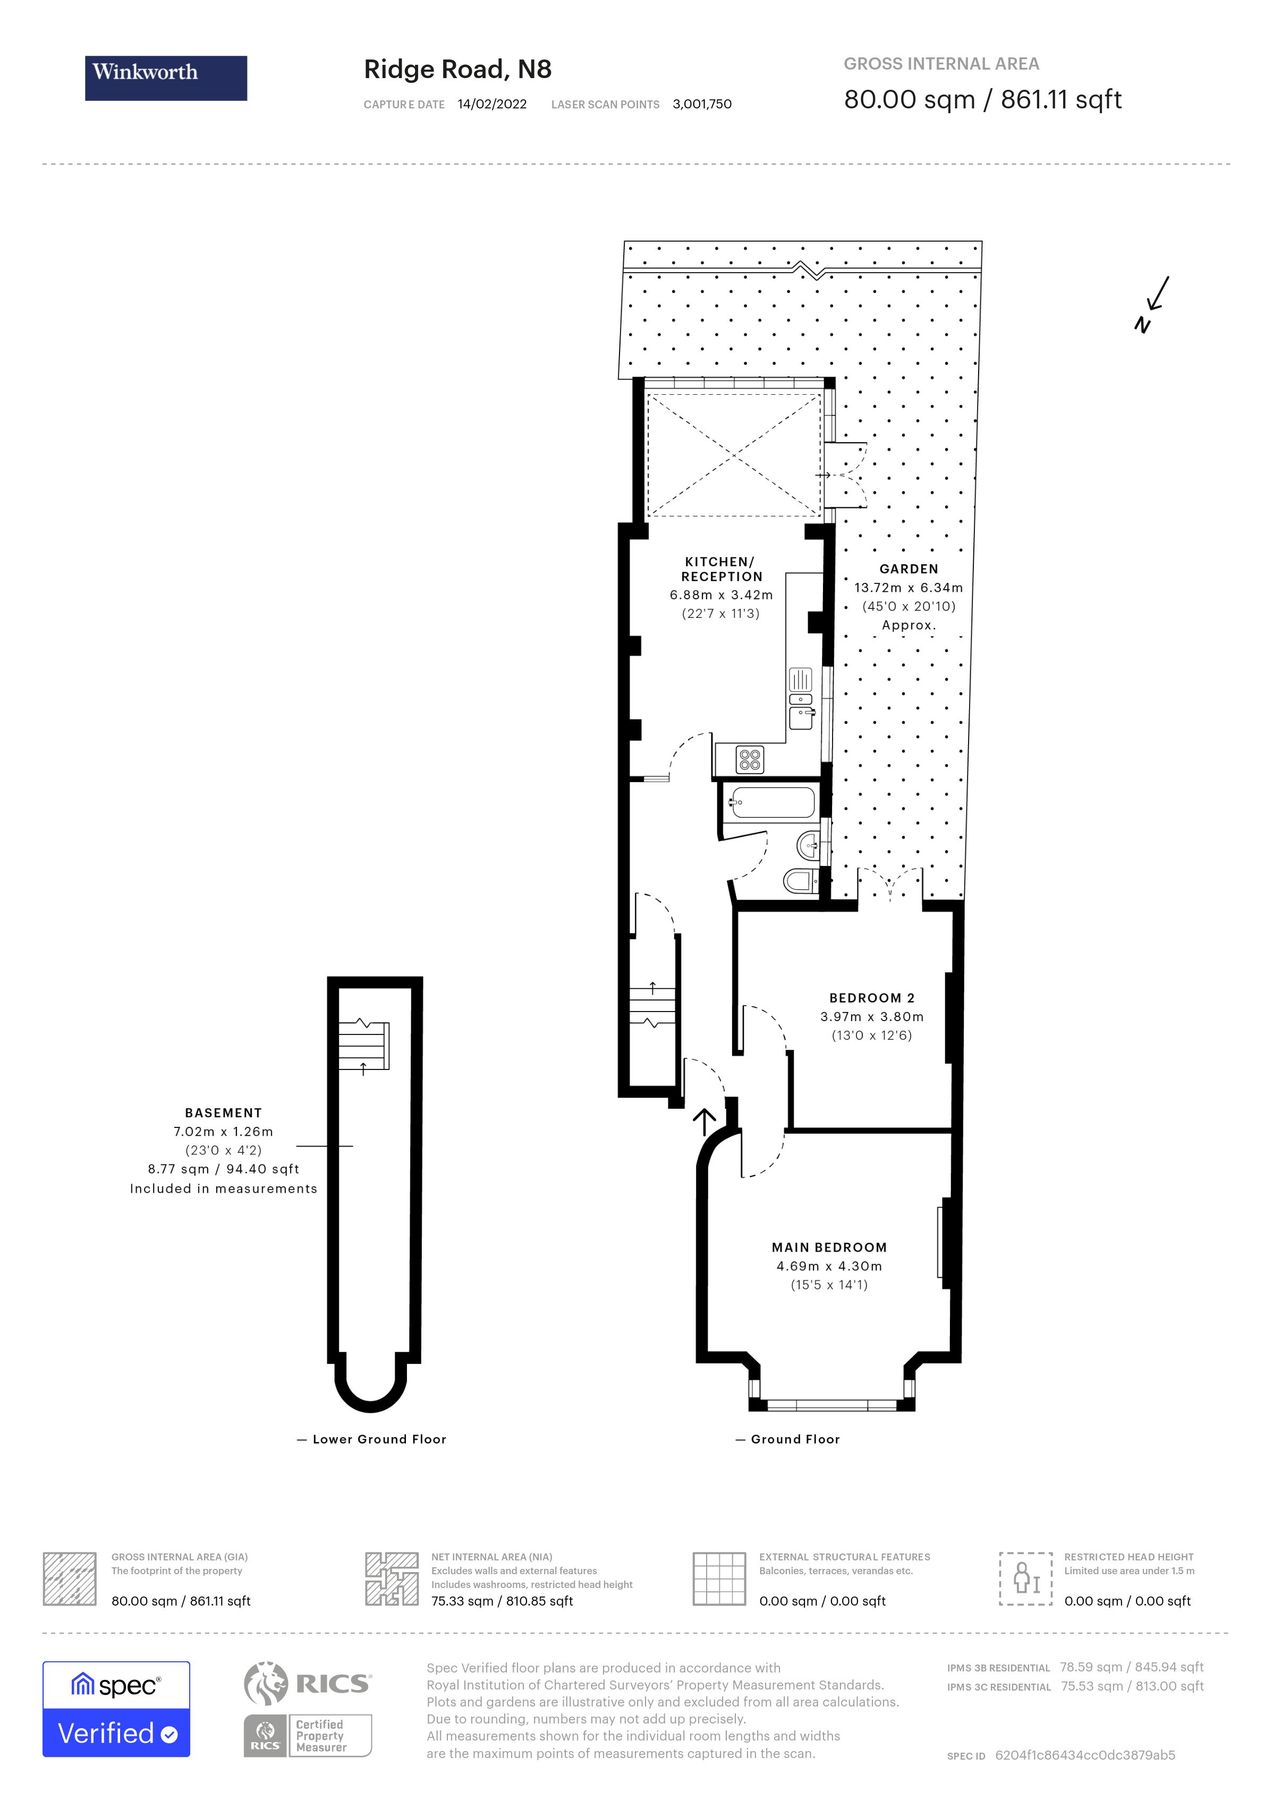 Winkworth
Ridge Road, N8
CAPTURE DATE 14/02/2022 LASER SCAN POINTS 3,001,750
GROSS INTERNAL AREA
80.00 sqm / 861.11 sqft
N
KITCHEN/
RECEPTION
6.88m x 3.42m
(22'7 x 11'3)
GARDEN
13.72m x 6.34m
(45'0 x 20'10)
Approx.
BEDROOM 2
3.97m x 3.80m
(13'0 x 12'6)
BASEMENT
7.02m x 1.26m
(23'0 x 4'2)
8.77 sqm / 94.40 sqft
Included in measurements
MAIN BEDROOM
4.69m x 4.30m
(15'5 x 14'1)
— Lower Ground Floor
— Ground Floor
GROSS INTERNAL AREA (GIA)
The footprint of the property
80.00 sqm / 861.11 sqft
NET INTERNAL AREA (NIA)
Excludes walls and external features
Includes washrooms, restricted head height
75.33 sqm / 810.85 sqft
EXTERNAL STRUCTURAL FEATURES
Balconies, terraces, verandas etc.
0.00 sqm / 0.00 sqft
RESTRICTED HEAD HEIGHT
Limited use area under 1.5 m
0.00 sqm / 0.00 sqft
spec®
Verified
RICS®
RICS®
Certified
Property
Measurer
Spec Verified floor plans are produced in accordance with
Royal Institution of Chartered Surveyors' Property Measurement Standards.
Plots and gardens are illustrative only and excluded from all area calculations.
Due to rounding, numbers may not add up precisely.
All measurements shown for the individual room lengths and widths
are the maximum points of measurements captured in the scan.
IPMS 3B RESIDENTIAL 78.59 sqm / 845.94 sqft
IPMS 3C RESIDENTIAL 75.53 sqm / 813.00 sqft
SPEC ID 6204f1c86434cc0dc3879ab5